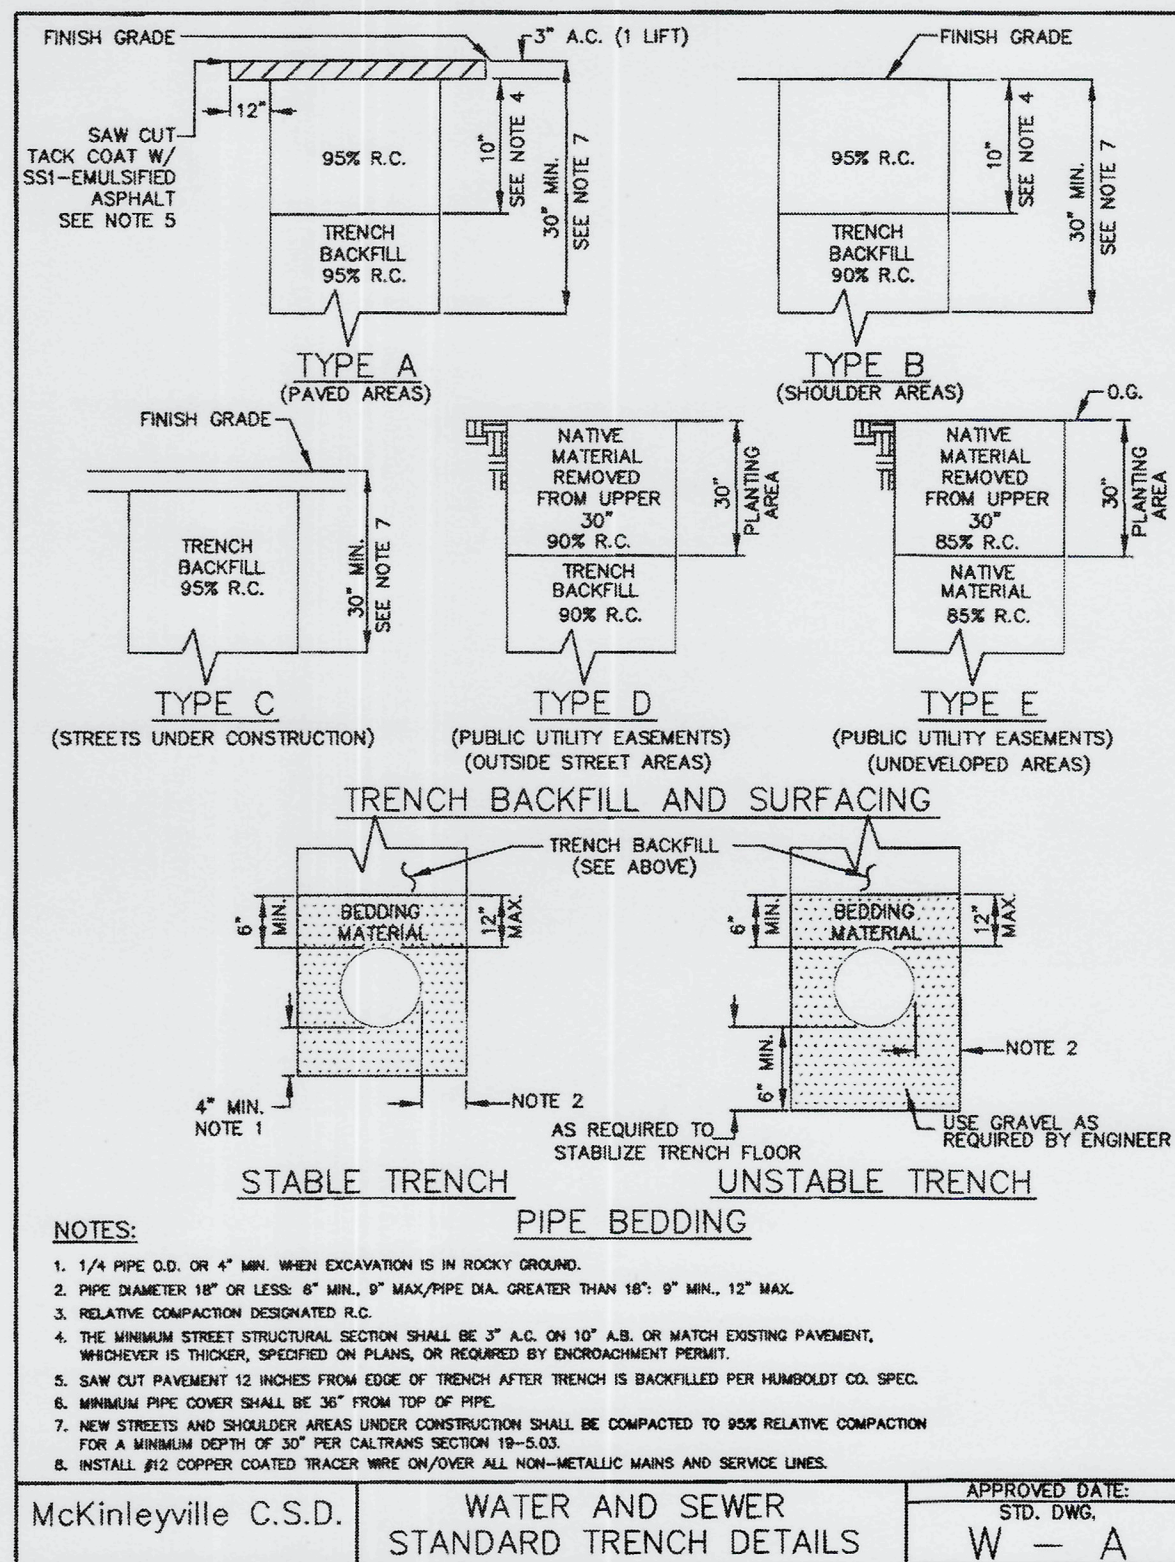 FINISH GRADE
3" A.C. (1 LIFT)
12"
SAW CUT
TACK COAT W/
SS1-EMULSIFIED
ASPHALT
SEE NOTE 5
95% R.C.
10"
SEE NOTE 4
30" MIN.
SEE NOTE 7
TRENCH
BACKFILL
95% R.C.
TYPE A
(PAVED AREAS)
FINISH GRADE
95% R.C.
10"
SEE NOTE 4
30" MIN.
SEE NOTE 7
TRENCH
BACKFILL
90% R.C.
TYPE B
(SHOULDER AREAS)
FINISH GRADE
TRENCH
BACKFILL
95% R.C.
30" MIN.
SEE NOTE 7
TYPE C
(STREETS UNDER CONSTRUCTION)
NATIVE
MATERIAL
REMOVED
FROM UPPER
30"
90% R.C.
30"
PLANTING
AREA
TRENCH
BACKFILL
90% R.C.
TYPE D
(PUBLIC UTILITY EASEMENTS)
(OUTSIDE STREET AREAS)
O.G.
NATIVE
MATERIAL
REMOVED
FROM UPPER
30"
85% R.C.
30"
PLANTING
AREA
NATIVE
MATERIAL
85% R.C.
TYPE E
(PUBLIC UTILITY EASEMENTS)
(UNDEVELOPED AREAS)
TRENCH BACKFILL AND SURFACING
TRENCH BACKFILL
(SEE ABOVE)
6"
MIN.
BEDDING
MATERIAL
12"
MAX.
4" MIN.
NOTE 1
NOTE 2
STABLE TRENCH
6"
MIN.
BEDDING
MATERIAL
12"
MAX.
6" MIN.
NOTE 2
AS REQUIRED TO
STABILIZE TRENCH FLOOR
USE GRAVEL AS
REQUIRED BY ENGINEER
UNSTABLE TRENCH
PIPE BEDDING
NOTES:
1. 1/4 PIPE O.D. OR 4" MIN. WHEN EXCAVATION IS IN ROCKY GROUND.
2. PIPE DIAMETER 18" OR LESS: 6" MIN., 9" MAX/PIPE DIA. GREATER THAN 18": 9" MIN., 12" MAX.
3. RELATIVE COMPACTION DESIGNATED R.C.
4. THE MINIMUM STREET STRUCTURAL SECTION SHALL BE 3" A.C. ON 10" A.B. OR MATCH EXISTING PAVEMENT,
WHICHEVER IS THICKER, SPECIFIED ON PLANS, OR REQUIRED BY ENCROACHMENT PERMIT.
5. SAW CUT PAVEMENT 12 INCHES FROM EDGE OF TRENCH AFTER TRENCH IS BACKFILLED PER HUMBOLDT CO. SPEC.
6. MINIMUM PIPE COVER SHALL BE 36" FROM TOP OF PIPE.
7. NEW STREETS AND SHOULDER AREAS UNDER CONSTRUCTION SHALL BE COMPACTED TO 95% RELATIVE COMPACTION
FOR A MINIMUM DEPTH OF 30" PER CALTRANS SECTION 19-5.03.
8. INSTALL #12 COPPER COATED TRACER WIRE ON/OVER ALL NON-METALLIC MAINS AND SERVICE LINES.
McKinleyville C.S.D.
WATER AND SEWER
STANDARD TRENCH DETAILS
APPROVED DATE:
STD. DWG.
W - A